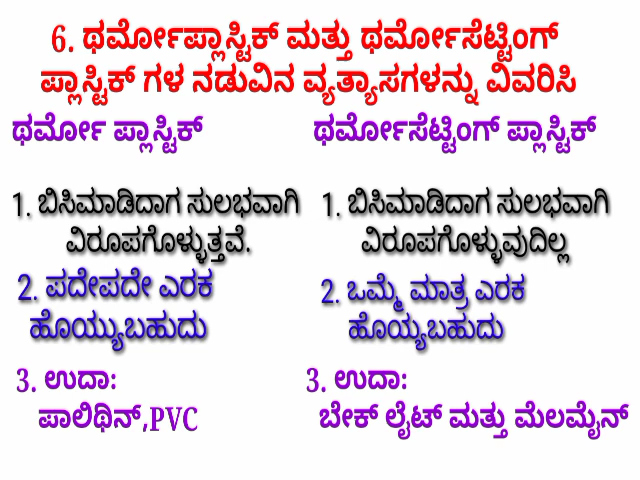 6. ಥರ್ಮೋಪ್ಲಾಸ್ಟಿಕ್ ಮತ್ತು ಥರ್ಮೋಸೆಟ್ಟಿಂಗ್
ಪ್ಲಾಸ್ಟಿಕ್ ಗಳ ನಡುವಿನ ವ್ಯತ್ಯಾಸಗಳನ್ನು ವಿವರಿಸಿ
ಥರ್ಮೋ ಪ್ಲಾಸ್ಟಿಕ್
1. ಬಿಸಿಮಾಡಿದಾಗ ಸುಲಭವಾಗಿ
ವಿರೂಪಗೊಳ್ಳುತ್ತವೆ.
2. ಪದೇಪದೇ ಎರಕ
ಹೊಯ್ಯುಬಹುದು
3. ಉದಾ:
ಪಾಲಿಥಿನ್,PVC
ಥರ್ಮೋಸೆಟ್ಟಿಂಗ್ ಪ್ಲಾಸ್ಟಿಕ್
1. ಬಿಸಿಮಾಡಿದಾಗ ಸುಲಭವಾಗಿ
ವಿರೂಪಗೊಳ್ಳುವುದಿಲ್ಲ
2. ಒಮ್ಮೆ ಮಾತ್ರ ಎರಕ
ಹೊಯ್ಯಬಹುದು
3. ಉದಾ:
ಬೇಕ್ ಲೈಟ್ ಮತ್ತು ಮೆಲಮೈನ್